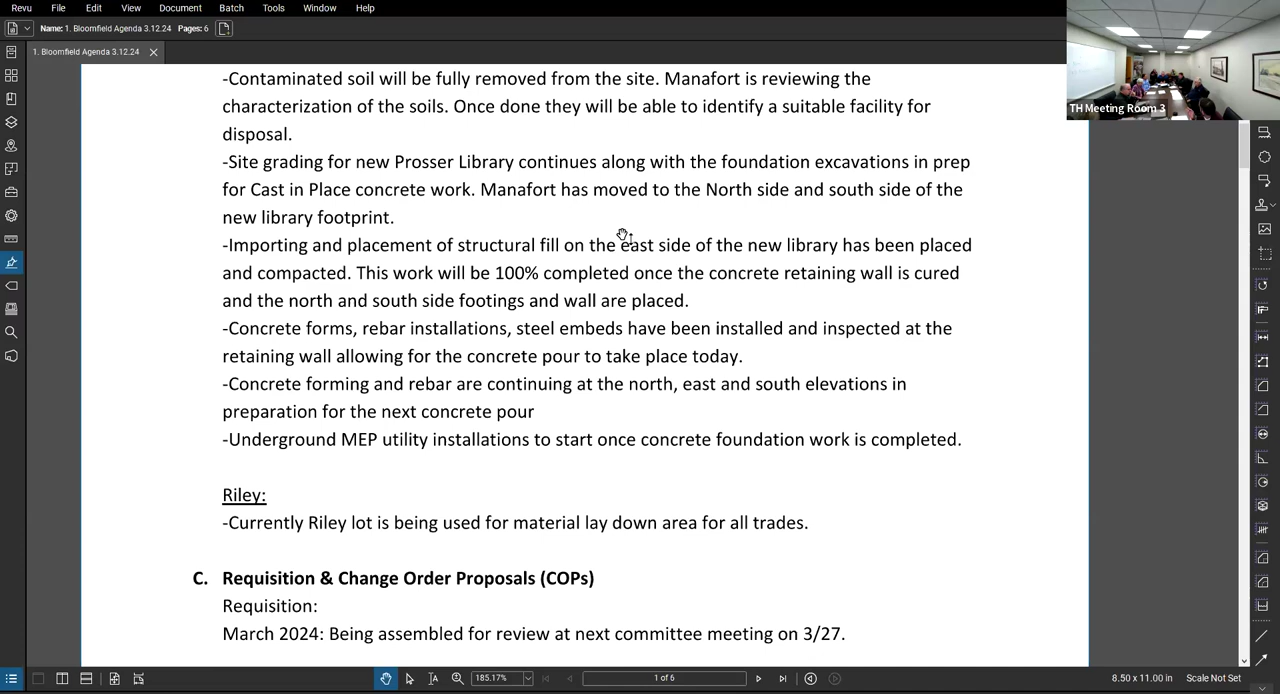 Revu File Edit View Document Batch Tools Window Help
Name: 1. Bloomfield Agenda 3.12.24 Pages: 6
1. Bloomfield Agenda 3.12.24
TH Meeting Room 3
-Contaminated soil will be fully removed from the site. Manafort is reviewing the
characterization of the soils. Once done they will be able to identify a suitable facility for
disposal.
-Site grading for new Prosser Library continues along with the foundation excavations in prep
for Cast in Place concrete work. Manafort has moved to the North side and south side of the
new library footprint.
-Importing and placement of structural fill on the east side of the new library has been placed
and compacted. This work will be 100% completed once the concrete retaining wall is cured
and the north and south side footings and wall are placed.
-Concrete forms, rebar installations, steel embeds have been installed and inspected at the
retaining wall allowing for the concrete pour to take place today.
-Concrete forming and rebar are continuing at the north, east and south elevations in
preparation for the next concrete pour
-Underground MEP utility installations to start once concrete foundation work is completed.
Riley:
-Currently Riley lot is being used for material lay down area for all trades.
C. Requisition & Change Order Proposals (COPs)
Requisition:
March 2024: Being assembled for review at next committee meeting on 3/27.
185.17% 1 of 6 8.50 x 11.00 in Scale Not Set